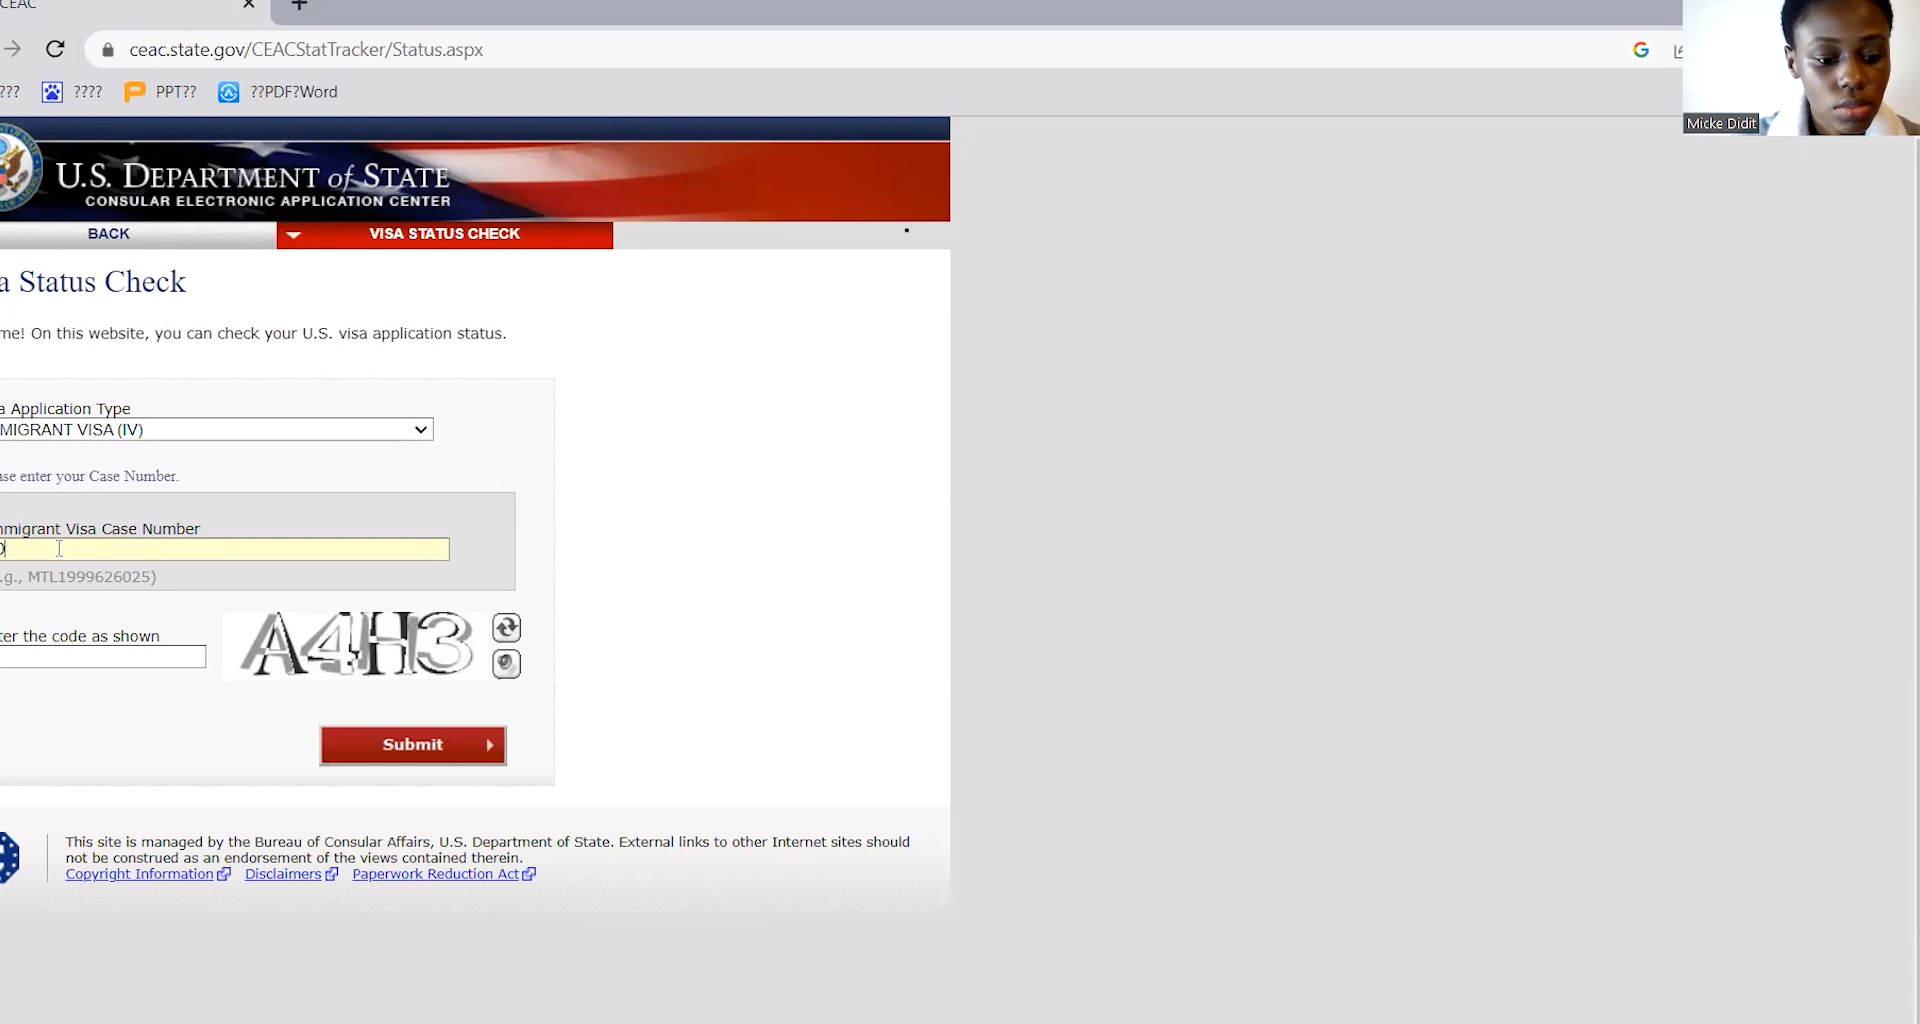 CEAC
ceac.state.gov/CEACStatTracker/Status.aspx
??? ???? PPT?? ??PDF?Word
Micke Didit
U.S. DEPARTMENT of STATE
CONSULAR ELECTRONIC APPLICATION CENTER
BACK VISA STATUS CHECK
a Status Check
me! On this website, you can check your U.S. visa application status.
a Application Type
MIGRANT VISA (IV)
ase enter your Case Number.
mmigrant Visa Case Number
.g., MTL1999626025)
ter the code as shown
A4H3
Submit
This site is managed by the Bureau of Consular Affairs, U.S. Department of State. External links to other Internet sites should
not be construed as an endorsement of the views contained therein.
Copyright Information Disclaimers Paperwork Reduction Act